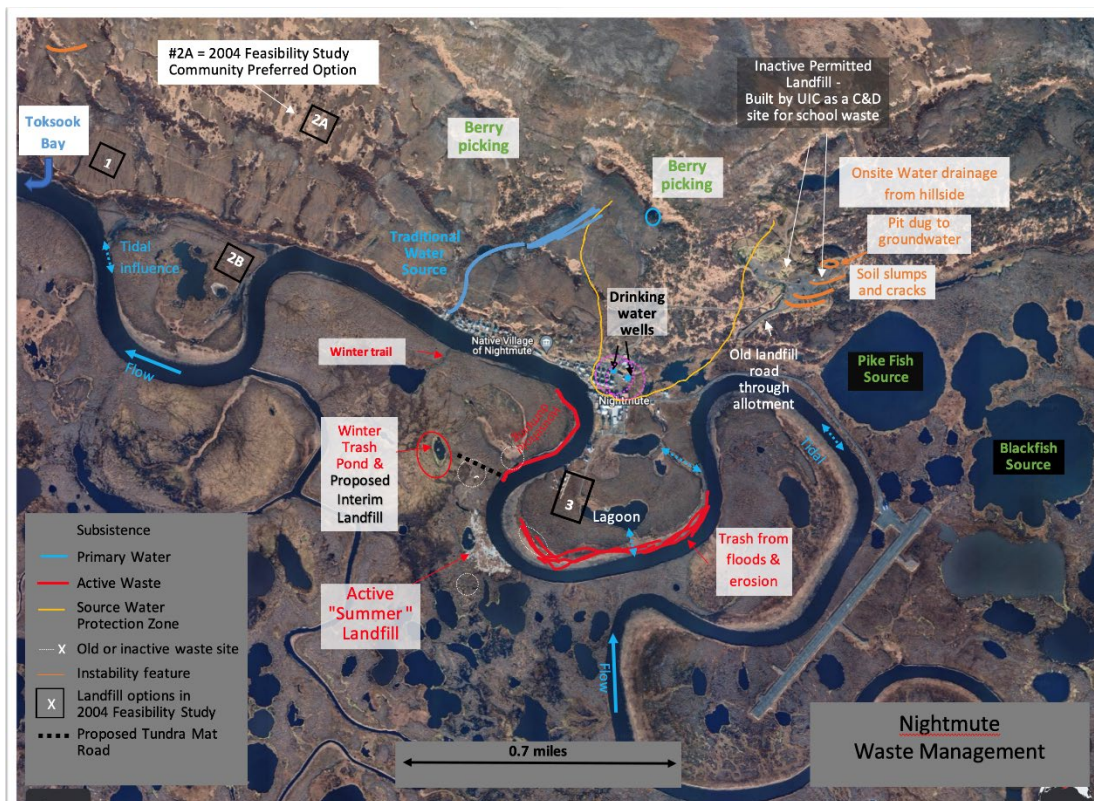 #2A = 2004 Feasibility Study
Community Preferred Option
Inactive Permitted
Landfill -
Built by UIC as a C&D
site for school waste
Toksook
Bay
1
2A
Berry
picking
Berry
picking
Onsite Water drainage
from hillside
Pit dug to
groundwater
Soil slumps
and cracks
Tidal
influence
2B
Traditional
Water
Source
Drinking
water
wells
Native Village
of Nightmute
Winter trail
Nightmute
Old landfill
road
through
allotment
Pike Fish
Source
Flow
Tidal
Blackfish
Source
Winter
Trash
Pond &
Proposed
Interim
Landfill
3
Lagoon
Trash from
floods &
erosion
Active
"Summer"
Landfill
Flow
Subsistence
Primary Water
Active Waste
Source Water
Protection Zone
X Old or inactive waste site
Instability feature
X Landfill options in
2004 Feasibility Study
Proposed Tundra Mat
Road
0.7 miles
Nightmute
Waste Management